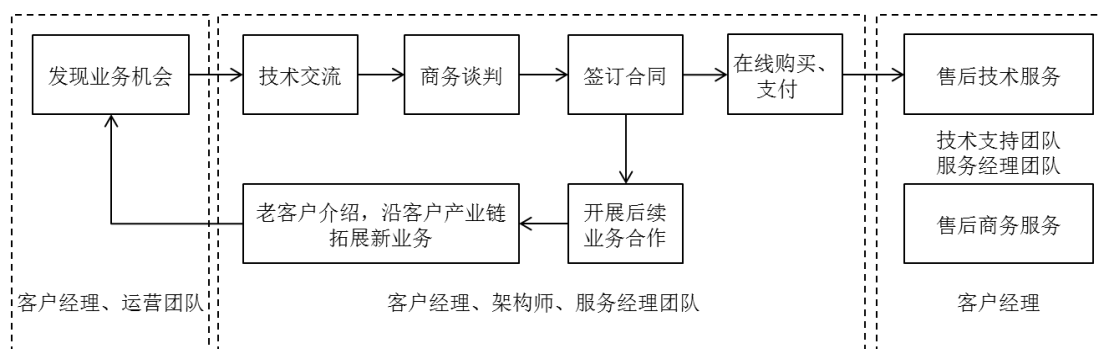 发现业务机会
技术交流
商务谈判
签订合同
在线购买、
支付
售后技术服务
技术支持团队
服务经理团队
老客户介绍，沿客户产业链
拓展新业务
开展后续
业务合作
售后商务服务
客户经理、运营团队
客户经理、架构师、服务经理团队
客户经理